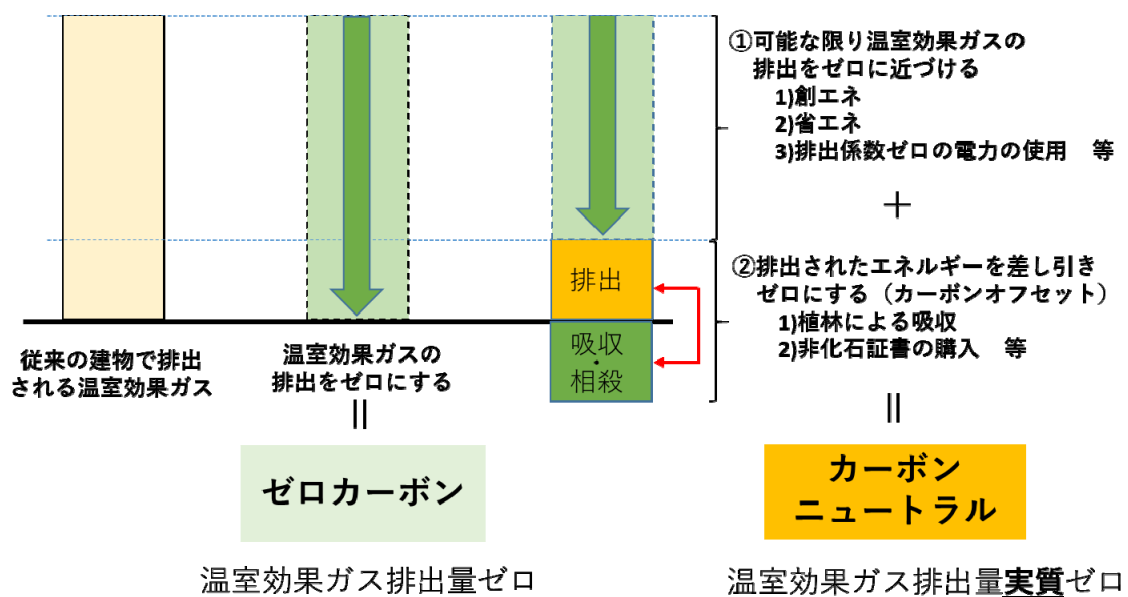 ①可能な限り温室効果ガスの
排出をゼロに近づける
1)創エネ
2)省エネ
3)排出係数ゼロの電力の使用　等
＋
②排出されたエネルギーを差し引き
ゼロにする（カーボンオフセット）
1)植林による吸収
2)非化石証書の購入　等
排出
吸収
・
相殺
従来の建物で排出
される温室効果ガス
温室効果ガスの
排出をゼロにする
＝
ゼロカーボン
温室効果ガス排出量ゼロ
＝
カーボン
ニュートラル
温室効果ガス排出量実質ゼロ